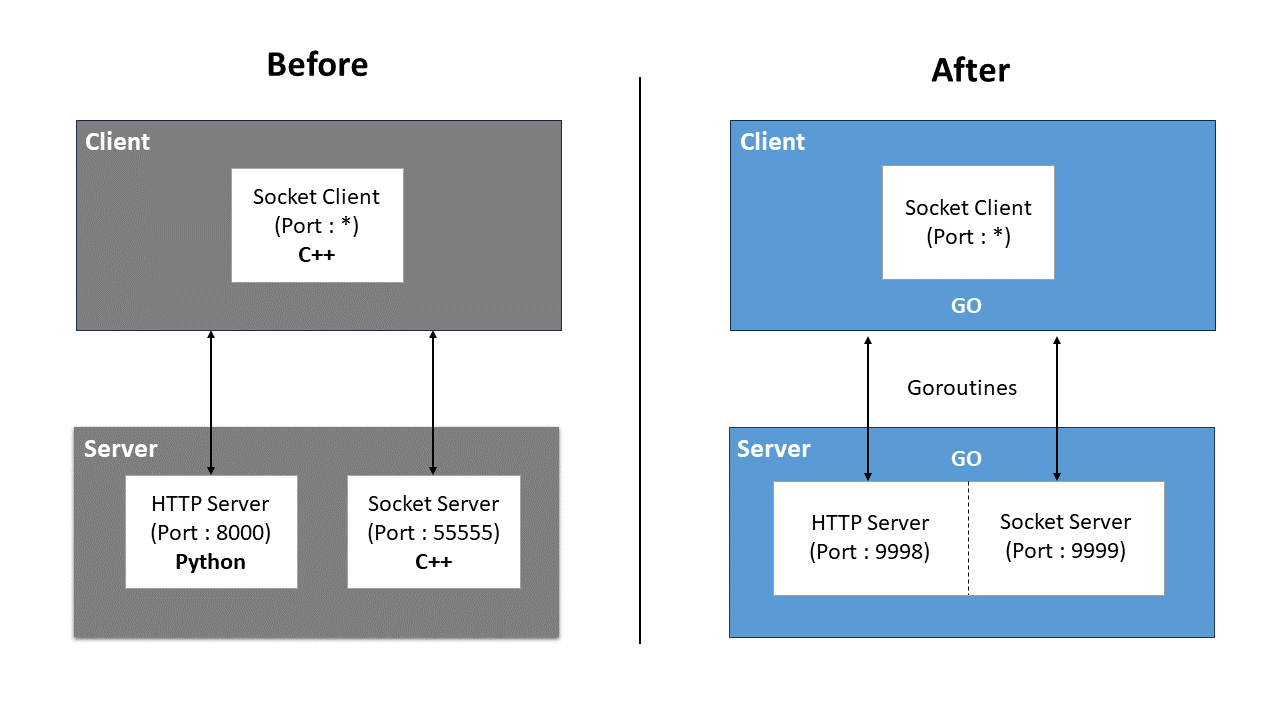 Before
Client
Socket Client
(Port : *)
C++
Server
HTTP Server
(Port : 8000)
Python
Socket Server
(Port : 55555)
C++
After
Client
Socket Client
(Port : *)
GO
Goroutines
Server
GO
HTTP Server
(Port : 9998)
Socket Server
(Port : 9999)